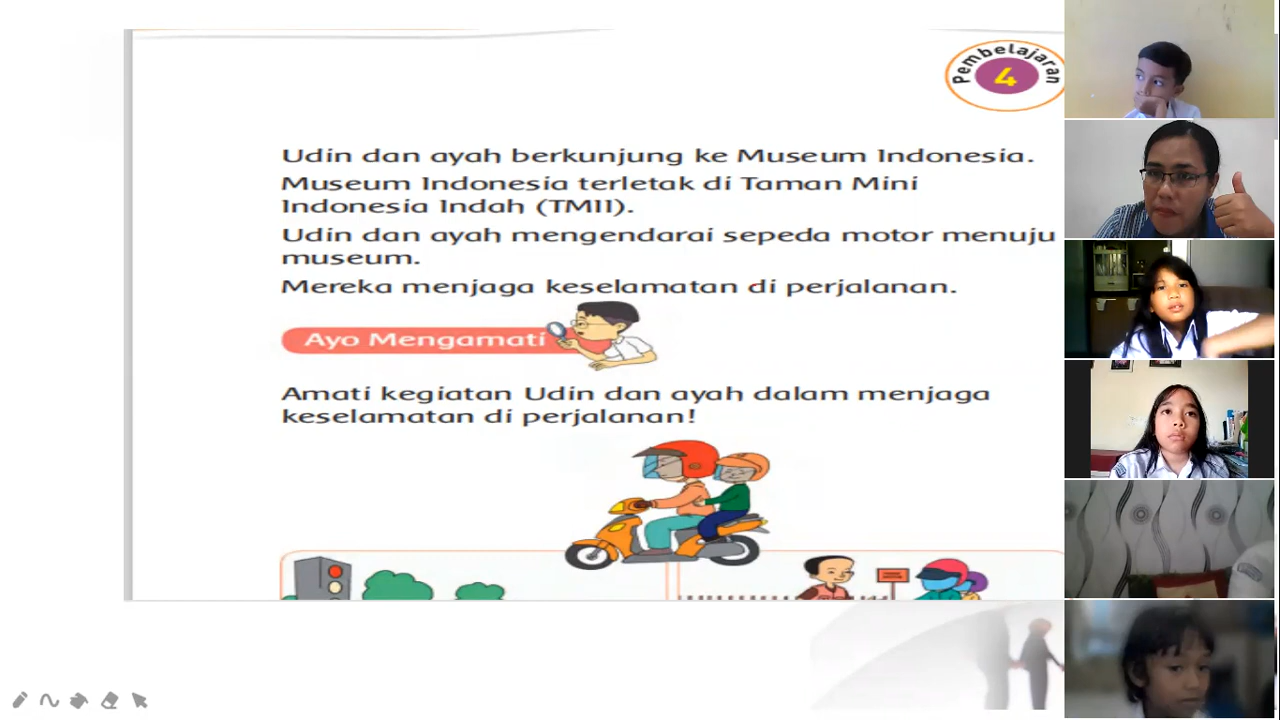 Pembelajaran
4
Udin dan ayah berkunjung ke Museum Indonesia.
Museum Indonesia terletak di Taman Mini
Indonesia Indah (TMII).
Udin dan ayah mengendarai sepeda motor menuju
museum.
Mereka menjaga keselamatan di perjalanan.
Ayo Mengamati
Amati kegiatan Udin dan ayah dalam menjaga
keselamatan di perjalanan!